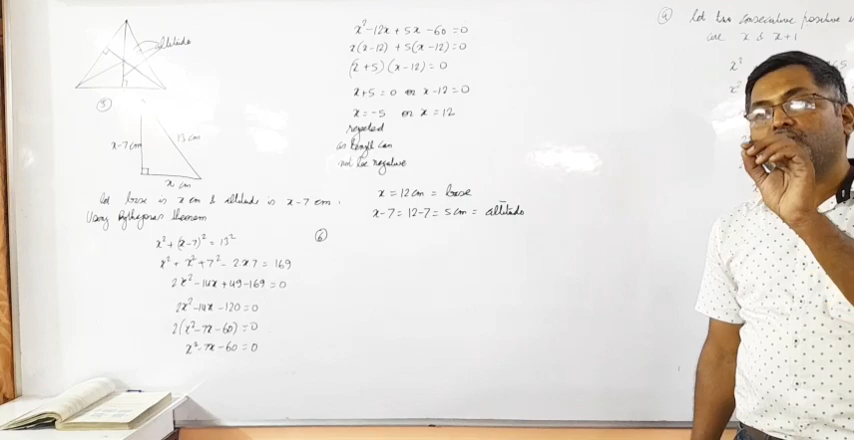 altitude
⑤
x-7 cm
13 cm
x cm
let base is x cm & altitude is x-7 cm.
Using Pythagoras theorem
x² + (x-7)² = 13²
x² + x² + 7² - 2x7 = 169
2x² - 14x + 49 - 169 = 0
2x² - 14x - 120 = 0
2(x² - 7x - 60) = 0
x² - 7x - 60 = 0
x² - 12x + 5x - 60 = 0
x(x-12) + 5(x-12) = 0
(x+5)(x-12) = 0
x+5 = 0 or x-12 = 0
x = -5 or x = 12
rejected
as length can
not be negative
x = 12 cm = base
x-7 = 12-7 = 5 cm = altitude
⑥
④ let two consecutive positive
are x & x+1
x²
x²